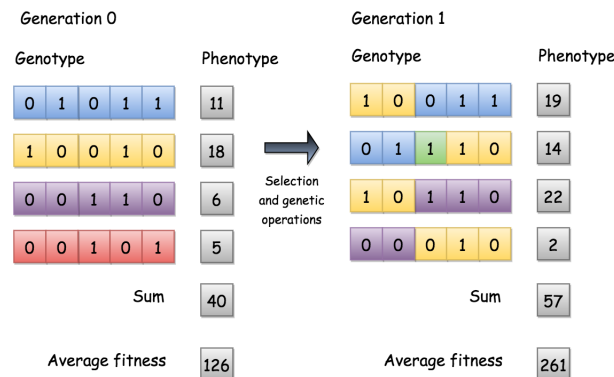 Generation 0
Generation 1
Genotype Phenotype
Genotype Phenotype
0 1 0 1 1 11
1 0 0 1 0 18
0 0 1 1 0 6
0 0 1 0 1 5
Sum 40
Average fitness 126
Selection
and genetic
operations
1 0 0 1 1 19
0 1 1 1 0 14
1 0 1 1 0 22
0 0 0 1 0 2
Sum 57
Average fitness 261